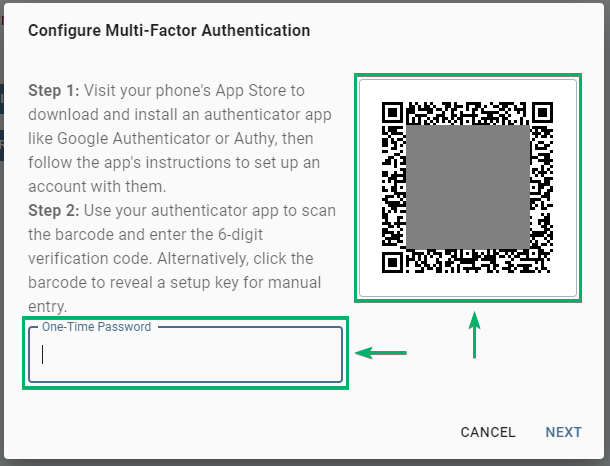 Configure Multi-Factor Authentication
Step 1: Visit your phone's App Store to
download and install an authenticator app
like Google Authenticator or Authy, then
follow the app's instructions to set up an
account with them.
Step 2: Use your authenticator app to scan
the barcode and enter the 6-digit
verification code. Alternatively, click the
barcode to reveal a setup key for manual
entry.
One-Time Password
CANCEL NEXT